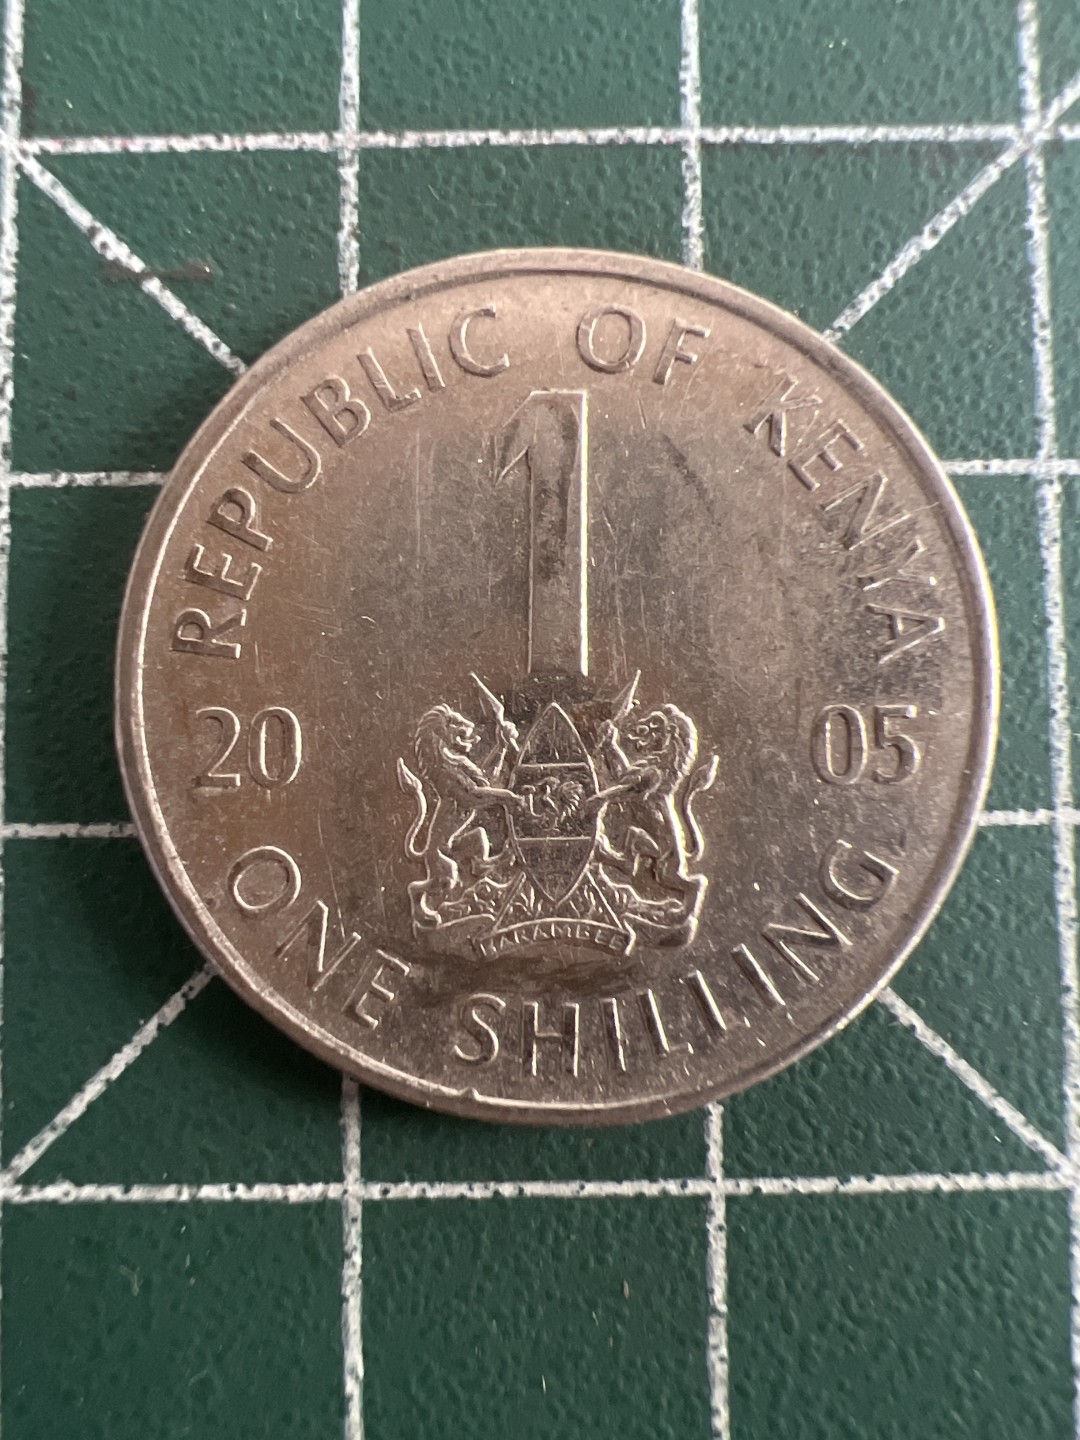 REPUBLIC OF KENYA
1
20 05
HARAMBEE
ONE SHILLING